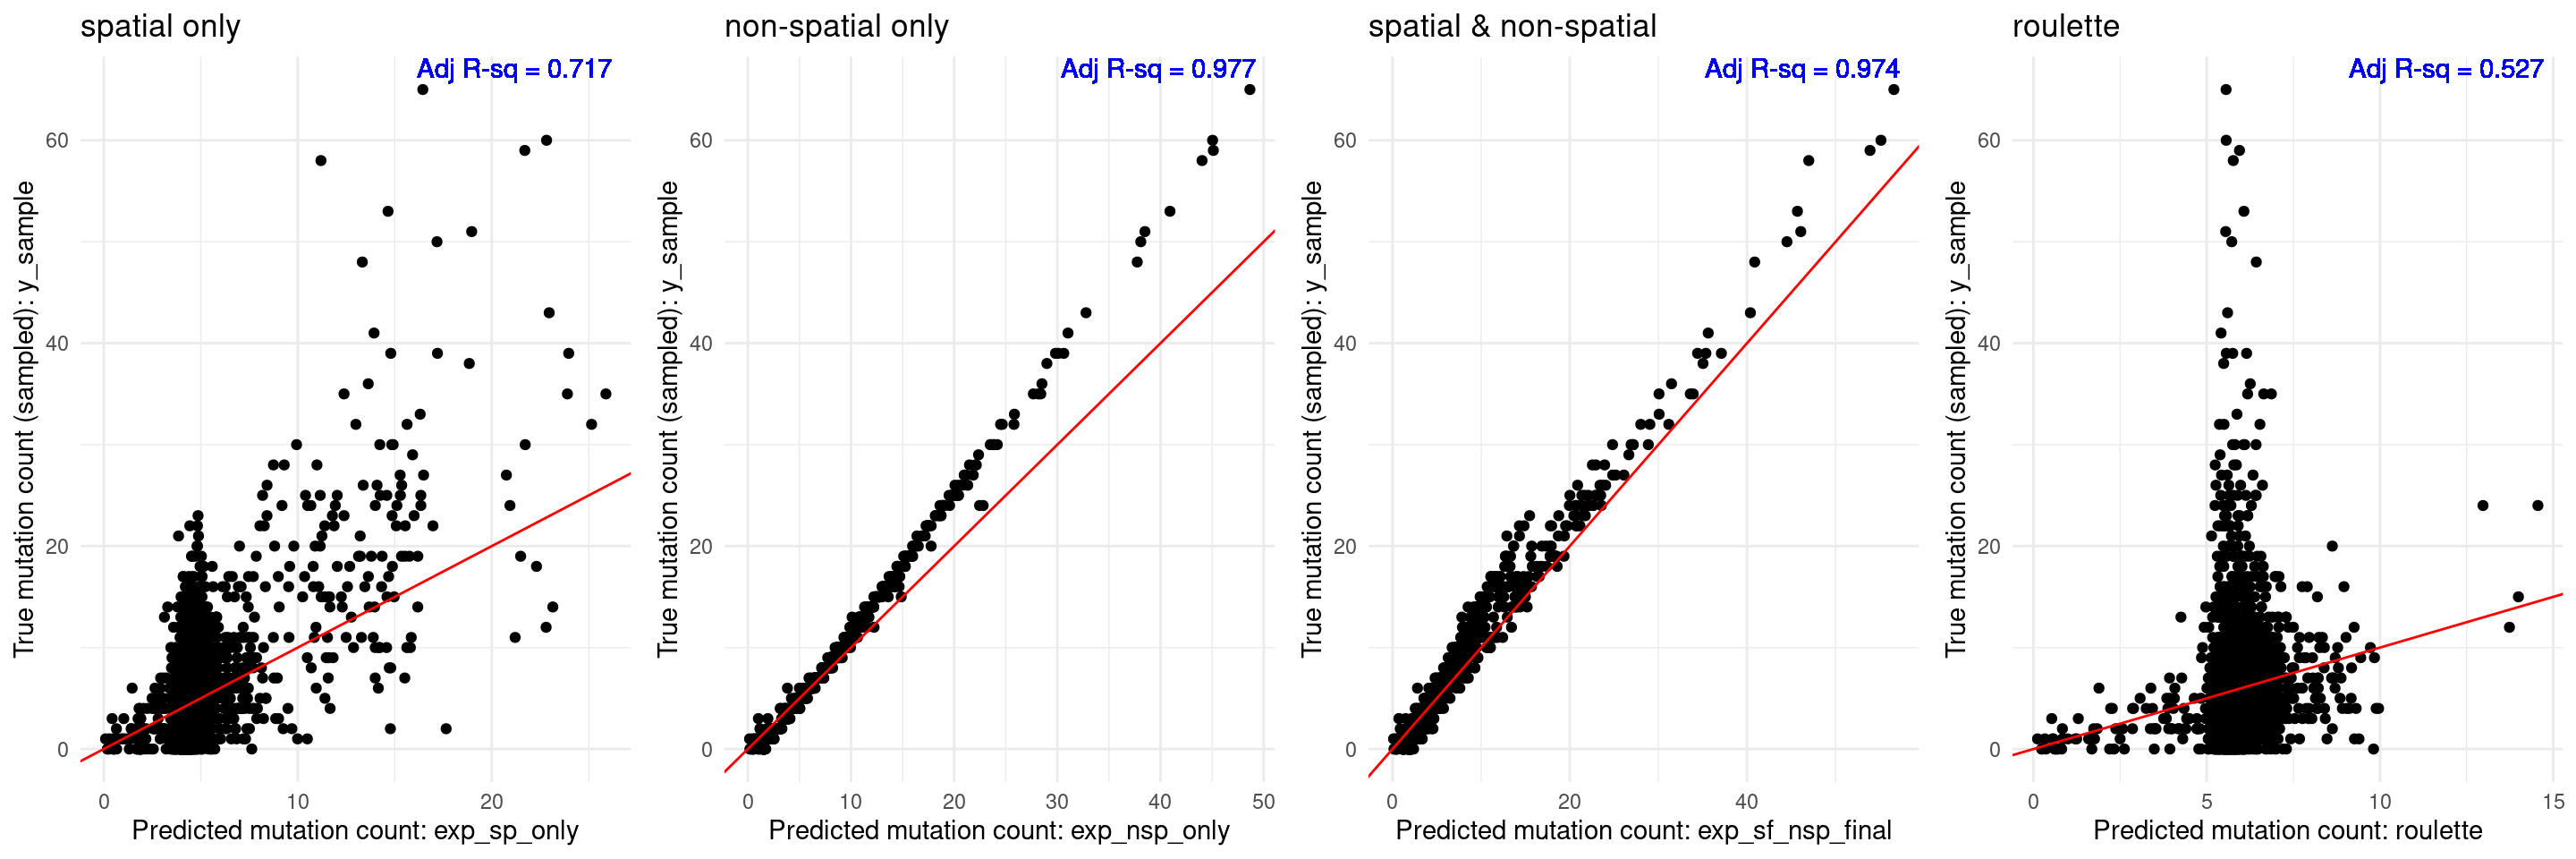 spatial only
Adj R-sq = 0.717
True mutation count (sampled): y_sample
60
40
20
0
0 10 20
Predicted mutation count: exp_sp_only
non-spatial only
Adj R-sq = 0.977
True mutation count (sampled): y_sample
60
40
20
0
0 10 20 30 40 50
Predicted mutation count: exp_nsp_only
spatial & non-spatial
Adj R-sq = 0.974
True mutation count (sampled): y_sample
60
40
20
0
0 20 40
Predicted mutation count: exp_sf_nsp_final
roulette
Adj R-sq = 0.527
True mutation count (sampled): y_sample
60
40
20
0
0 5 10 15
Predicted mutation count: roulette